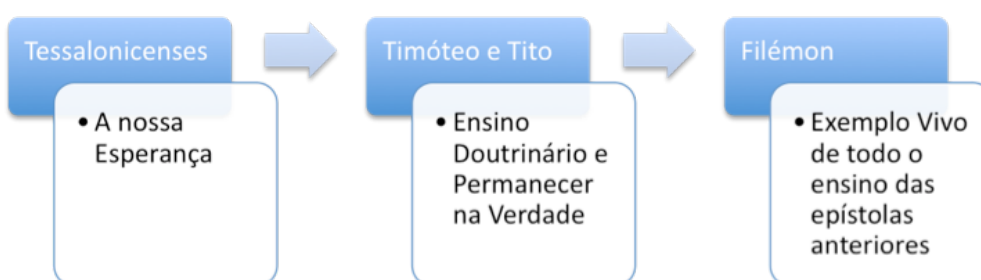 Tessalonicenses
• A nossa
Esperança
Timóteo e Tito
• Ensino
Doutrinário e
Permanecer
na Verdade
Filémon
• Exemplo Vivo
de todo o
ensino das
epístolas
anteriores